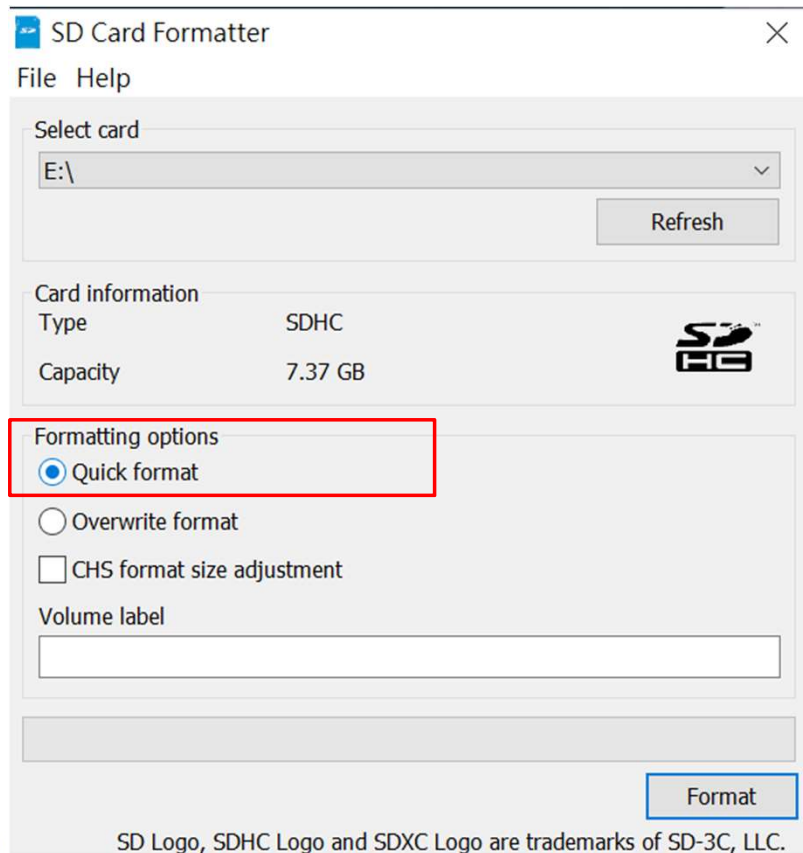 SD Card Formatter
File Help
Select card
E:\
Refresh
Card information
Type SDHC
Capacity 7.37 GB
SD HC
Formatting options
Quick format
Overwrite format
CHS format size adjustment
Volume label
Format
SD Logo, SDHC Logo and SDXC Logo are trademarks of SD-3C, LLC.